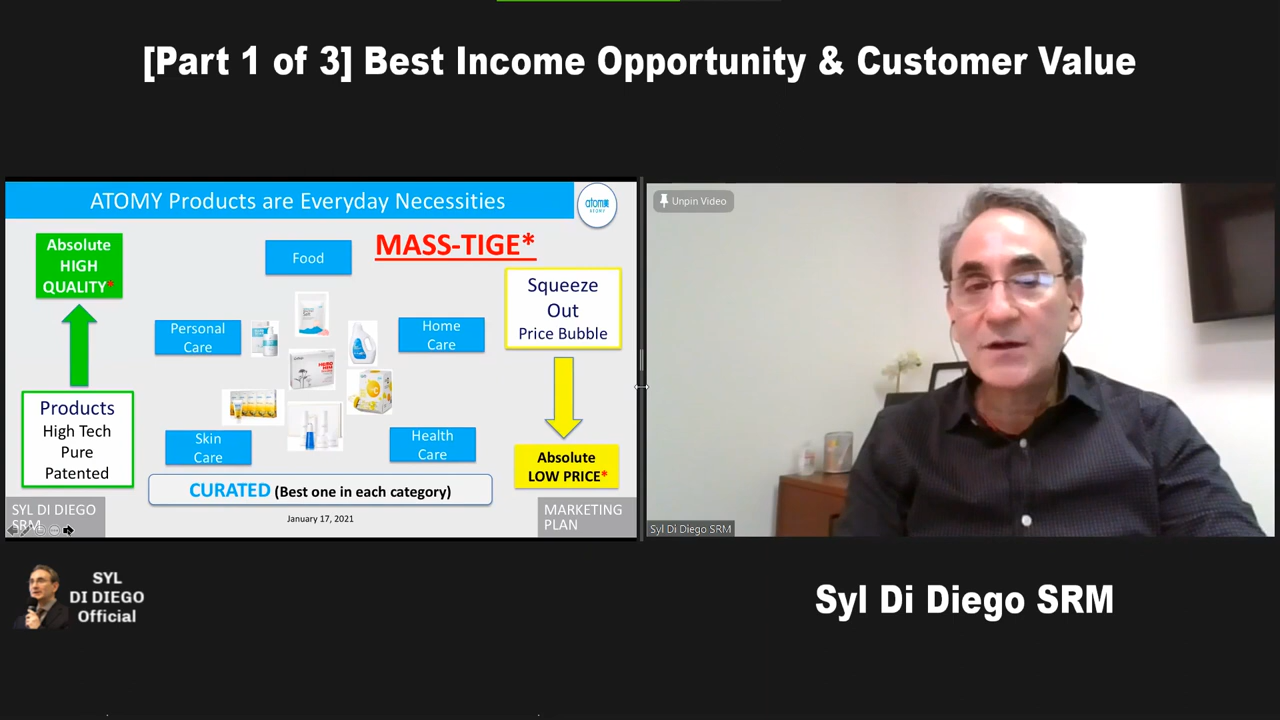 [Part 1 of 3] Best Income Opportunity & Customer Value
ATOMY Products are Everyday Necessities
atom
ATOMY
Absolute
HIGH
QUALITY*
Food
MASS-TIGE*
Squeeze
Out
Price Bubble
Personal
Care
Home
Care
Products
High Tech
Pure
Patented
Skin
Care
Health
Care
Absolute
LOW PRICE*
CURATED (Best one in each category)
SYL DI DIEGO
SRM
January 17, 2021
MARKETING
PLAN
Unpin Video
Syl Di Diego SRM
SYL
DI DIEGO
Official
Syl Di Diego SRM